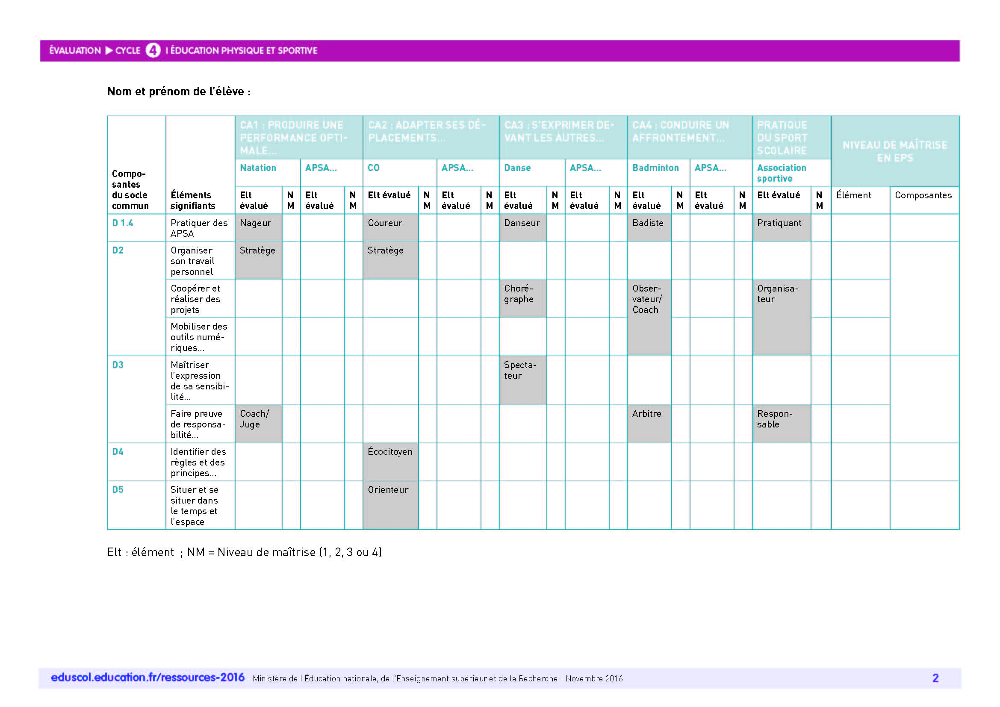 ÉVALUATION ▶ CYCLE 4 I ÉDUCATION PHYSIQUE ET SPORTIVE
Nom et prénom de l'élève :
Compo-
santes
du socle
commun
Éléments
signifiants
CA1 : PRODUIRE UNE
PERFORMANCE OPTI-
MALE...
CA2 : ADAPTER SES DÉ-
PLACEMENTS...
CA3 : S'EXPRIMER DE-
VANT LES AUTRES...
CA4 : CONDUIRE UN
AFFRONTEMENT...
PRATIQUE
DU SPORT
SCOLAIRE
NIVEAU DE MAÎTRISE
EN EPS
Natation
APSA...
CO
APSA...
Danse
APSA...
Badminton
APSA...
Association
sportive
Elt
évalué
N
M
Elt
évalué
N
M
Elt évalué
N
M
Elt
évalué
N
M
Elt
évalué
N
M
Elt
évalué
N
M
Elt
évalué
N
M
Elt
évalué
N
M
Elt évalué
N
M
Élément
Composantes
D 1.4
Pratiquer des
APSA
Nageur
Coureur
Danseur
Badiste
Pratiquant
D2
Organiser
son travail
personnel
Stratège
Stratège
Coopérer et
réaliser des
projets
Choré-
graphe
Obser-
vateur/
Coach
Organisa-
teur
Mobiliser des
outils numé-
riques...
D3
Maîtriser
l'expression
de sa sensibi-
lité...
Specta-
teur
Faire preuve
de responsa-
bilité...
Coach/
Juge
Arbitre
Respon-
sable
D4
Identifier des
règles et des
principes...
Écocitoyen
D5
Situer et se
situer dans
le temps et
l'espace
Orienteur
Elt : élément ; NM = Niveau de maîtrise (1, 2, 3 ou 4)
eduscol.education.fr/ressources-2016 - Ministère de l'Éducation nationale, de l'Enseignement supérieur et de la Recherche - Novembre 2016
2